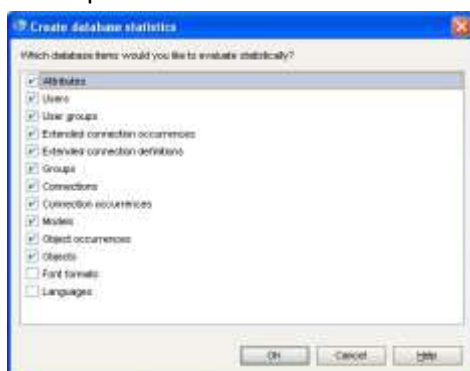 Create database statistics
Which database items would you like to evaluate statistically?
Attributes
Users
User groups
Extended connection occurrences
Extended connection definitions
Groups
Connections
Connection occurrences
Models
Object occurrences
Objects
Font formats
Languages
OK Cancel Help